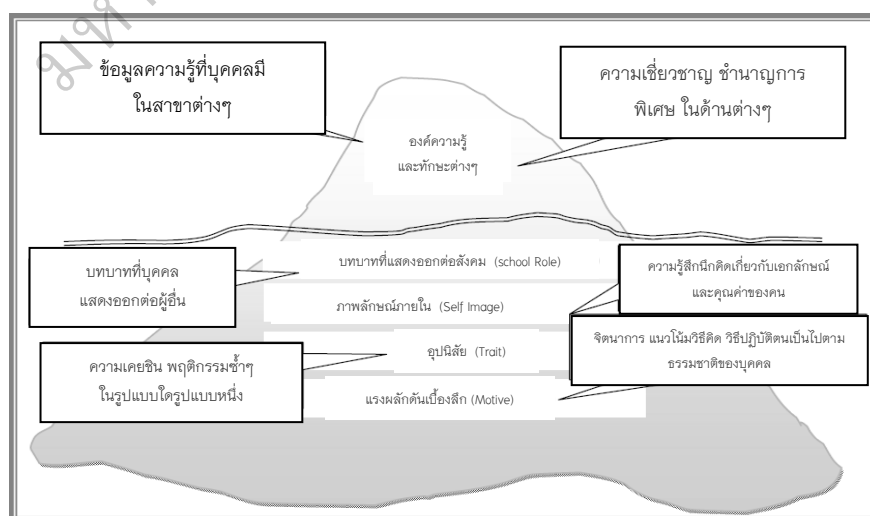 ข้อมูลความรู้ที่บุคคลมี
ในสาขาต่างๆ
ความเชี่ยวชาญ ชำนาญการ
พิเศษ ในด้านต่างๆ
องค์ความรู้
และทักษะต่างๆ
บทบาทที่แสดงออกต่อสังคม (school Role)
บทบาทที่บุคคล
แสดงออกต่อผู้อื่น
ความรู้สึกนึกคิดเกี่ยวกับเอกลักษณ์
และคุณค่าของคน
ภาพลักษณ์ภายใน (Self Image)
จิตนาการ แนวโน้มวิธีคิด วิธีปฏิบัติตนเป็นไปตาม
ธรรมชาติของบุคคล
อุปนิสัย (Trait)
ความเคยชิน พฤติกรรมซ้ำๆ
ในรูปแบบใดรูปแบบหนึ่ง
แรงผลักดันเบื้องลึก (Motive)